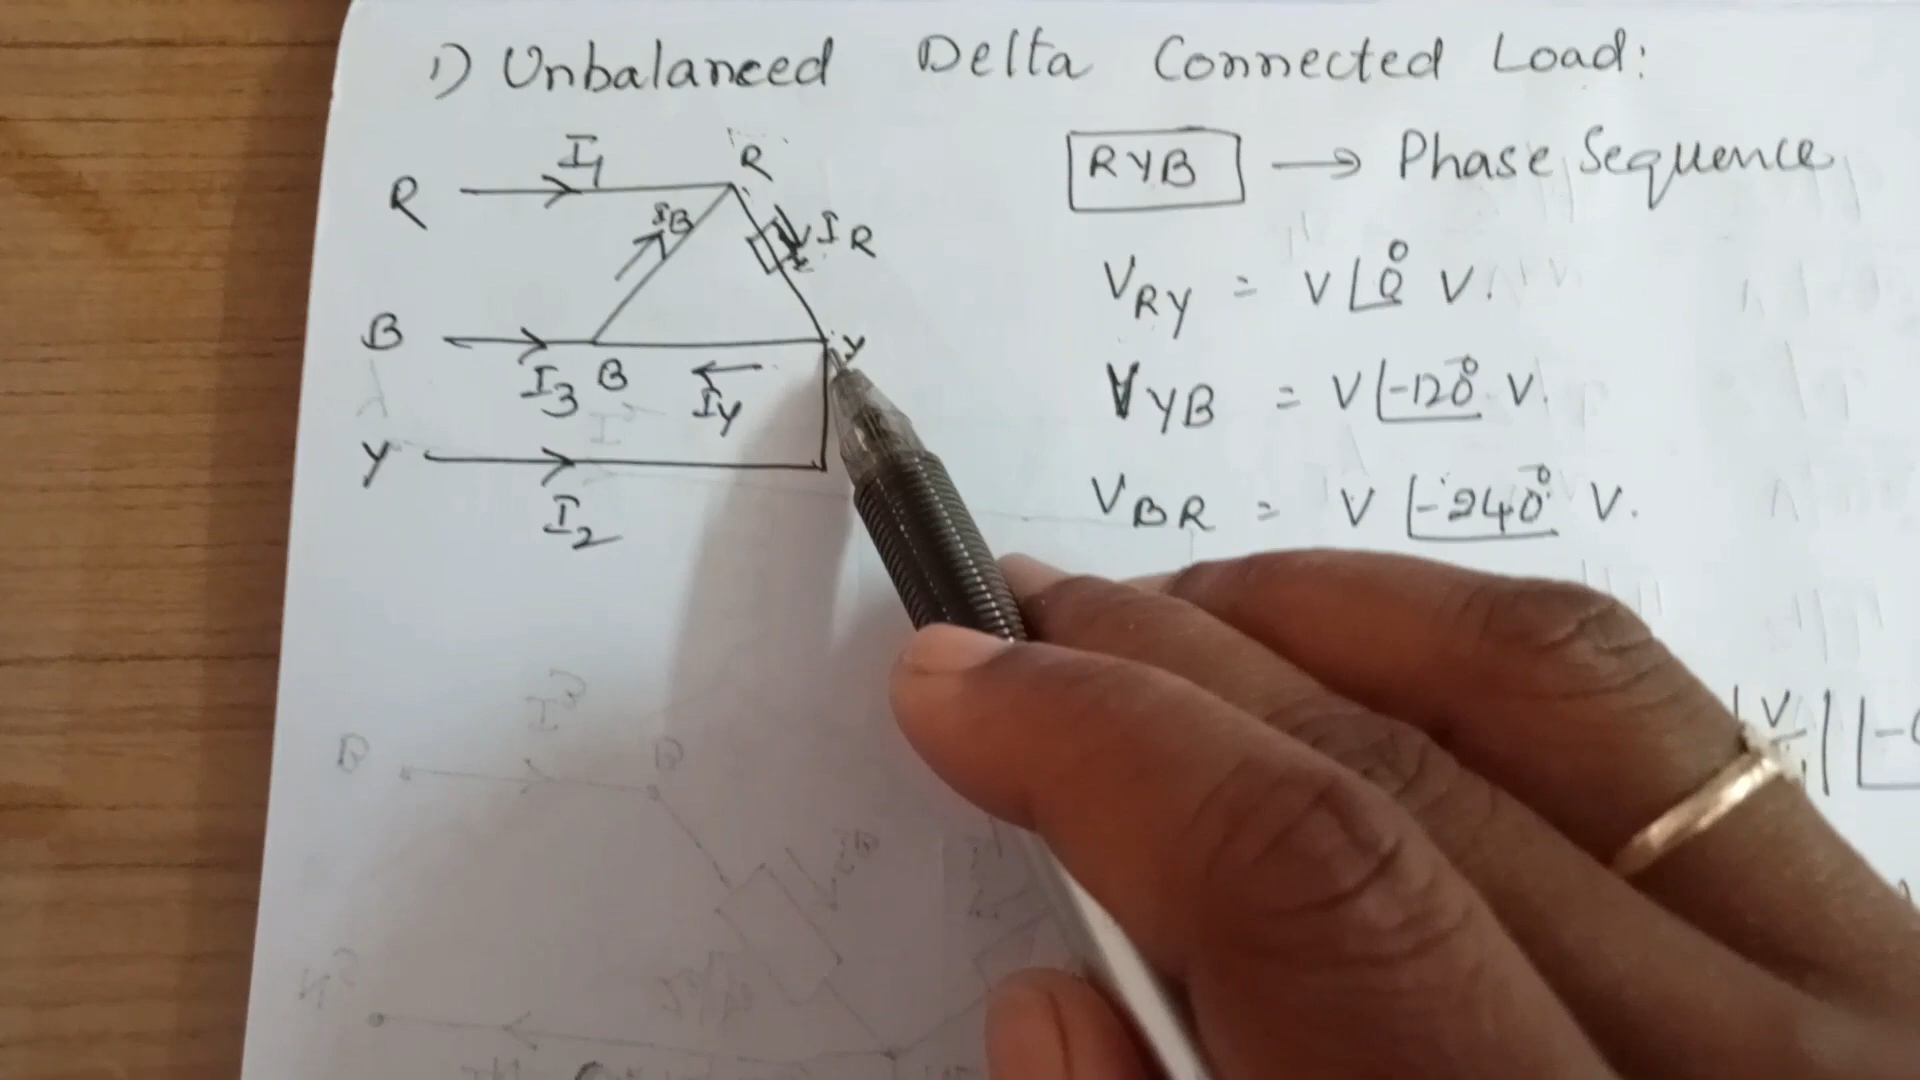 1) Unbalanced Delta Connected Load:
R I1 R
IB IR
B I3 B IY Y
Y I2
RYB → Phase Sequence
VRY = V∠0° V.
VYB = V∠-120° V.
VBR = V∠-240° V.